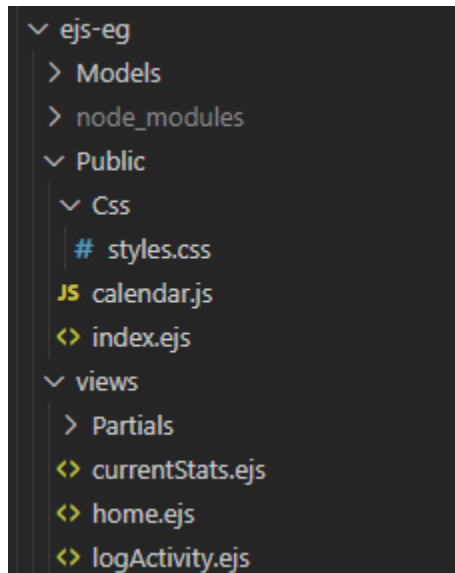 ejs-eg
Models
node_modules
Public
Css
# styles.css
JS calendar.js
<> index.ejs
views
Partials
<> currentStats.ejs
<> home.ejs
<> logActivity.ejs